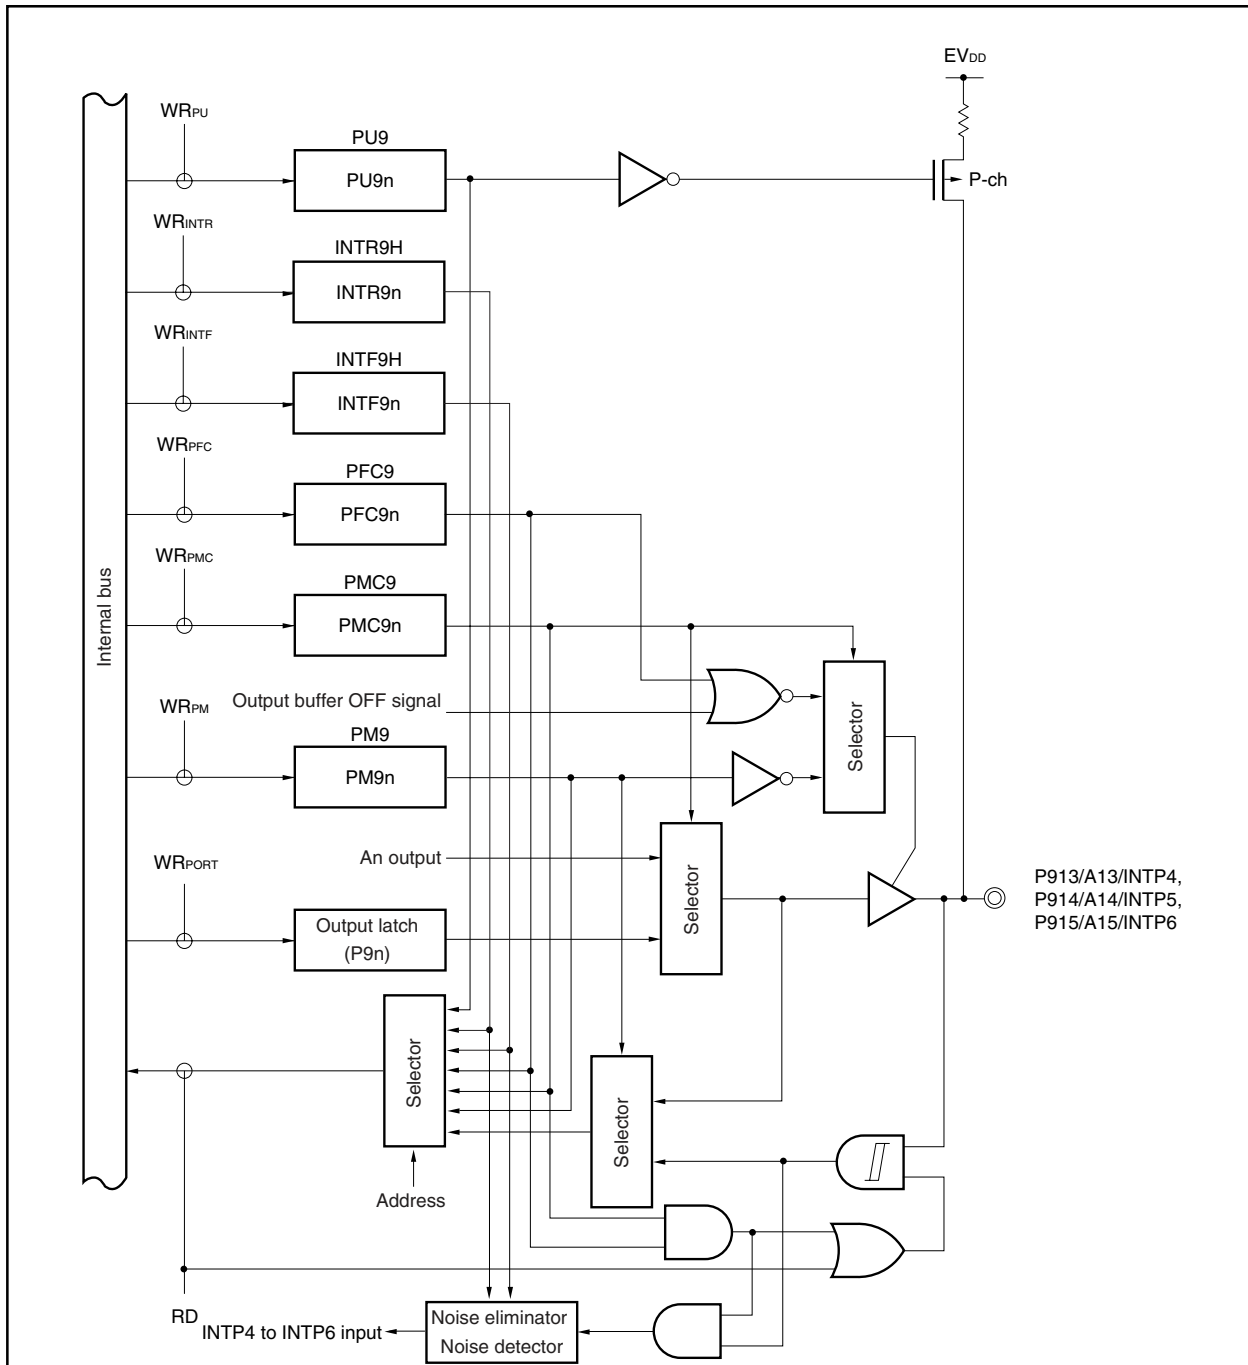 EVDD
WRPU
PU9
PU9n
P-ch
WRINTR
INTR9H
INTR9n
WRINTF
INTF9H
INTF9n
WRPFC
PFC9
PFC9n
WRPMC
PMC9
PMC9n
Internal bus
Output buffer OFF signal
Selector
WRPM
PM9
PM9n
An output
Selector
WRPORT
Output latch
(P9n)
P913/A13/INTP4,
P914/A14/INTP5,
P915/A15/INTP6
Selector
Selector
Address
RD
INTP4 to INTP6 input
Noise eliminator
Noise detector